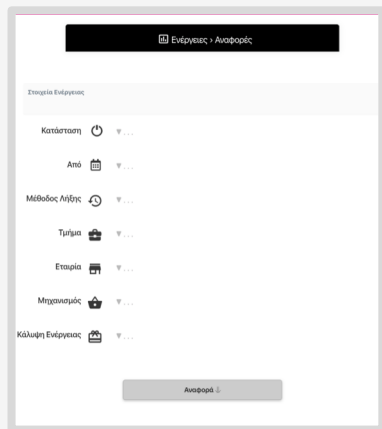 Ενέργειες › Αναφορές
Στοιχεία Ενέργειας
Κατάσταση ▼ . . .
Από ▼ . . .
Μέθοδος Λήξης ▼ . . .
Τμήμα ▼ . . .
Εταιρία ▼ . . .
Μηχανισμός ▼ . . .
Κάλυψη Ενέργειας ▼ . . .
Αναφορά ↓